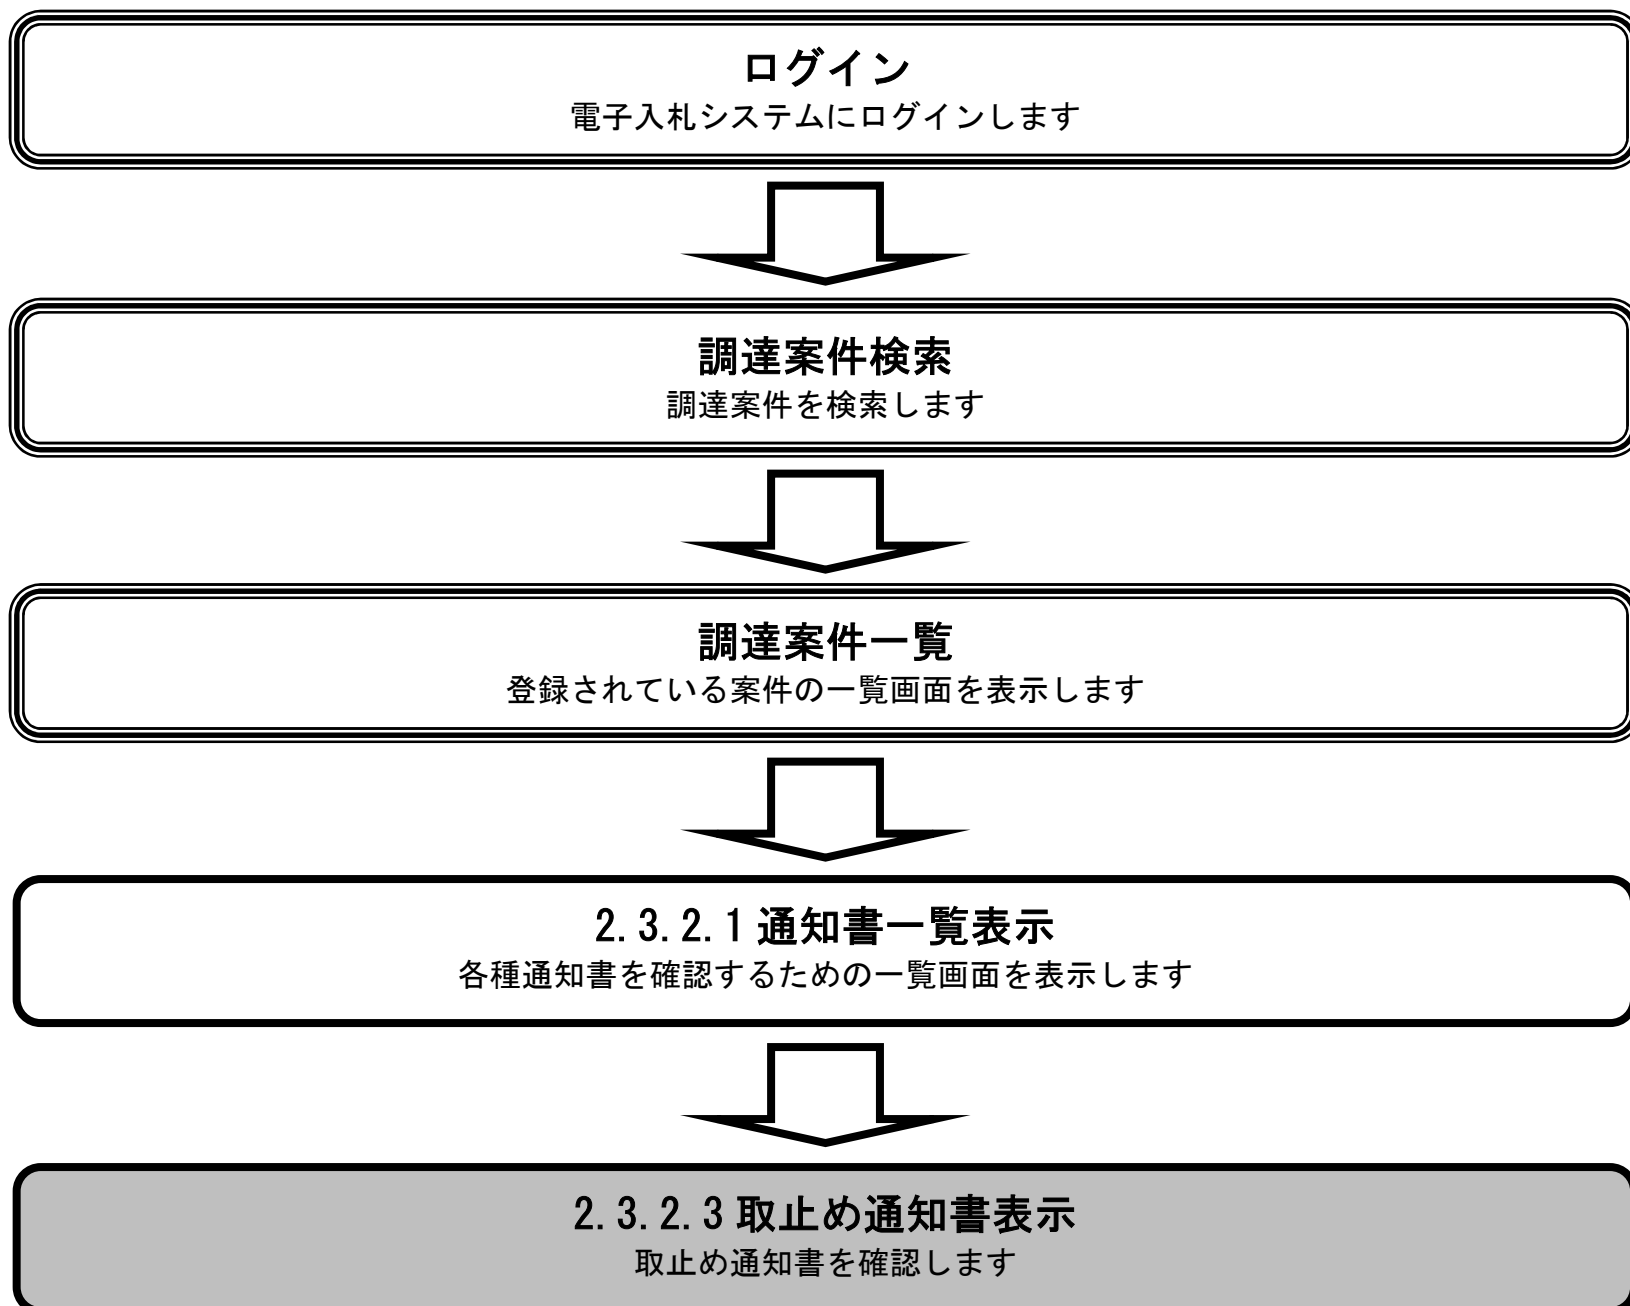 ログイン
電子入札システムにログインします
調達案件検索
調達案件を検索します
調達案件一覧
登録されている案件の一覧画面を表示します
2.3.2.1 通知書一覧表示
各種通知書を確認するための一覧画面を表示します
2.3.2.3 取止め通知書表示
取止め通知書を確認します